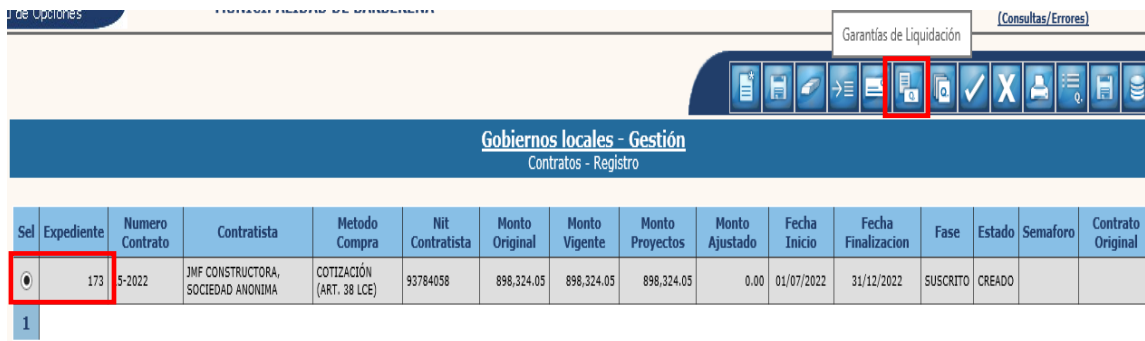 de Opciones
MUNICIPALIDAD DE BARBERENA
(Consultas/Errores)
Garantías de Liquidación
Gobiernos locales - Gestión
Contratos - Registro
Sel Expediente Numero Contrato Contratista Metodo Compra Nit Contratista Monto Original Monto Vigente Monto Proyectos Monto Ajustado Fecha Inicio Fecha Finalizacion Fase Estado Semaforo Contrato Original
173 5-2022 JMF CONSTRUCTORA, SOCIEDAD ANONIMA COTIZACIÓN (ART. 38 LCE) 93784058 898,324.05 898,324.05 898,324.05 0.00 01/07/2022 31/12/2022 SUSCRITO CREADO
1